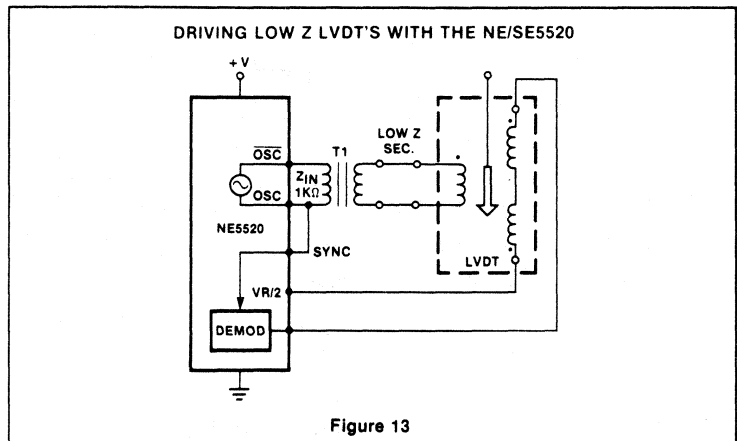 DRIVING LOW Z LVDT'S WITH THE NE/SE5520
+V
OSC
T1
LOW Z
SEC.
ZIN
1KΩ
OSC
NE5520
SYNC
LVDT
VR/2
DEMOD
Figure 13